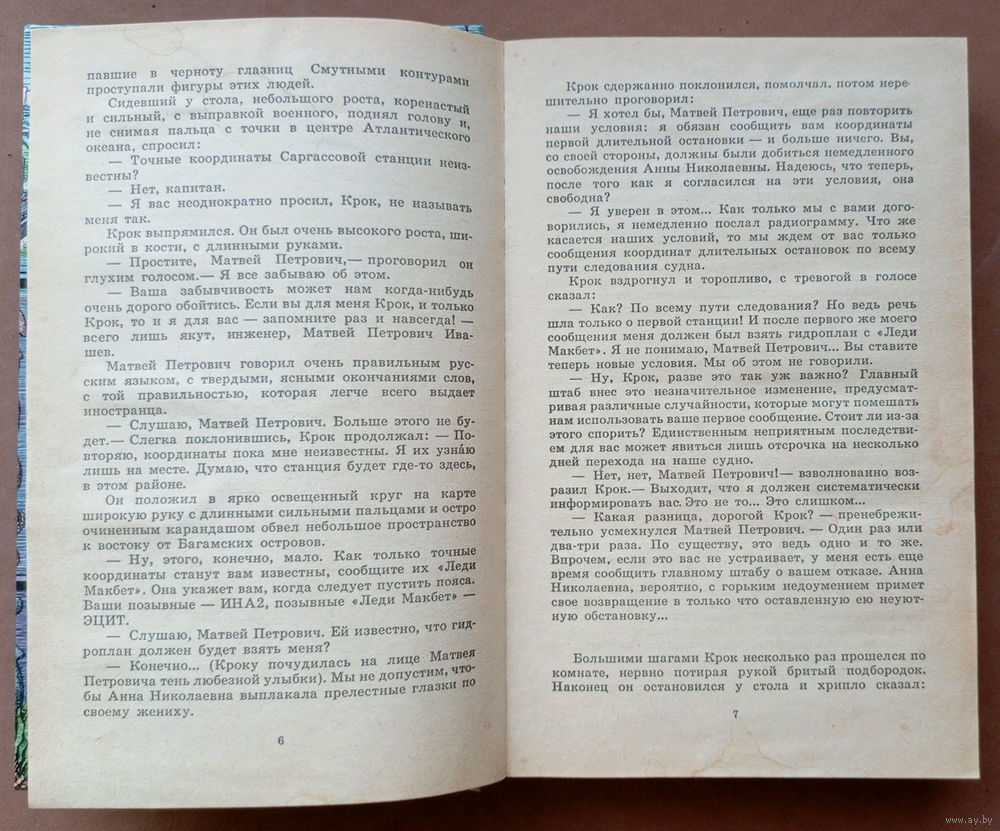 павшие в черноту глазниц Смутными контурами
проступали фигуры этих людей.
Сидевший у стола, небольшого роста, коренастый
и сильный, с выправкой военного, поднял голову и,
не снимая пальца с точки в центре Атлантического
океана, спросил:
— Точные координаты Саргассовой станции неиз-
вестны?
— Нет, капитан.
— Я вас неоднократно просил, Крок, не называть
меня так.
Крок выпрямился. Он был очень высокого роста, ши-
рокий в кости, с длинными руками.
— Простите, Матвей Петрович,— проговорил он
глухим голосом.— Я все забываю об этом.
— Ваша забывчивость может нам когда-нибудь
очень дорого обойтись. Если вы для меня Крок, и только
Крок, то и я для вас — запомните раз и навсегда! —
всего лишь якут, инженер, Матвей Петрович Ива-
шев.
Матвей Петрович говорил очень правильным рус-
ским языком, с твердыми, ясными окончаниями слов,
с той правильностью, которая легче всего выдает
иностранца.
— Слушаю, Матвей Петрович. Больше этого не бу-
дет.— Слегка поклонившись, Крок продолжал: — По-
вторяю, координаты пока мне неизвестны. Я их узна́ю
лишь на месте. Думаю, что станция будет где-то здесь,
в этом районе.
Он положил в ярко освещенный круг на карте
широкую руку с длинными сильными пальцами и остро
очиненным карандашом обвел небольшое пространство
к востоку от Багамских островов.
— Ну, этого, конечно, мало. Как только точные
координаты станут вам известны, сообщите их «Леди
Макбет». Она укажет вам, когда следует пустить пояса.
Ваши позывные — ИНА2, позывные «Леди Макбет» —
ЭЦИТ.
— Слушаю, Матвей Петрович. Ей известно, что гид-
роплан должен будет взять меня?
— Конечно... (Кроку почудилась на лице Матвея
Петровича тень любезной улыбки). Мы не допустим, что-
бы Анна Николаевна выплакала прелестные глазки по
своему жениху.
6
Крок сдержанно поклонился, помолчал, потом нере-
шительно проговорил:
— Я хотел бы, Матвей Петрович, еще раз повторить
наши условия: я обязан сообщить вам координаты
первой длительной остановки — и больше ничего. Вы,
со своей стороны, должны были добиться немедленного
освобождения Анны Николаевны. Надеюсь, что теперь,
после того как я согласился на эти условия, она
свободна?
— Я уверен в этом... Как только мы с вами дого-
ворились, я немедленно послал радиограмму. Что же
касается наших условий, то мы ждем от вас только
сообщения координат длительных остановок по всему
пути следования судна.
Крок вздрогнул и торопливо, с тревогой в голосе
сказал:
— Как? По всему пути следования? Но ведь речь
шла только о первой станции! И после первого же моего
сообщения меня должен был взять гидроплан с «Леди
Макбет». Я не понимаю, Матвей Петрович... Вы ставите
теперь новые условия. Мы об этом не говорили.
— Ну, Крок, разве это так уж важно? Главный
штаб внес это незначительное изменение, предусмат-
ривая различные случайности, которые могут помешать
нам использовать ваше первое сообщение. Стоит ли из-за
этого спорить? Единственным неприятным последстви-
ем для вас может явиться лишь отсрочка на несколько
дней перехода на наше судно.
— Нет, нет, Матвей Петрович!— взволнованно воз-
разил Крок.— Выходит, что я должен систематически
информировать вас. Это не то... Это слишком...
— Какая разница, дорогой Крок? — пренебрежи-
тельно усмехнулся Матвей Петрович. — Один раз или
два-три раза. По существу, это ведь одно и то же.
Впрочем, если это вас не устраивает, у меня есть еще
время сообщить главному штабу о вашем отказе. Анна
Николаевна, вероятно, с горьким недоумением примет
свое возвращение в только что оставленную ею неуют-
ную обстановку...
Большими шагами Крок несколько раз прошелся по
комнате, нервно потирая рукой бритый подбородок.
Наконец он остановился у стола и хрипло сказал:
7
www.ay.by